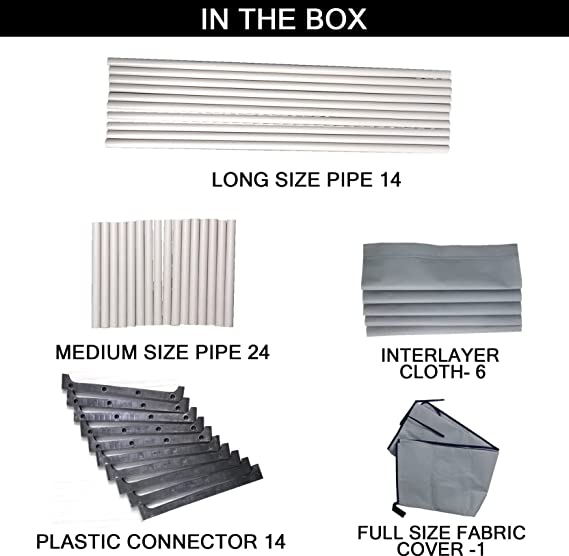 IN THE BOX
LONG SIZE PIPE 14
MEDIUM SIZE PIPE 24
INTERLAYER
CLOTH- 6
PLASTIC CONNECTOR 14
FULL SIZE FABRIC
COVER -1